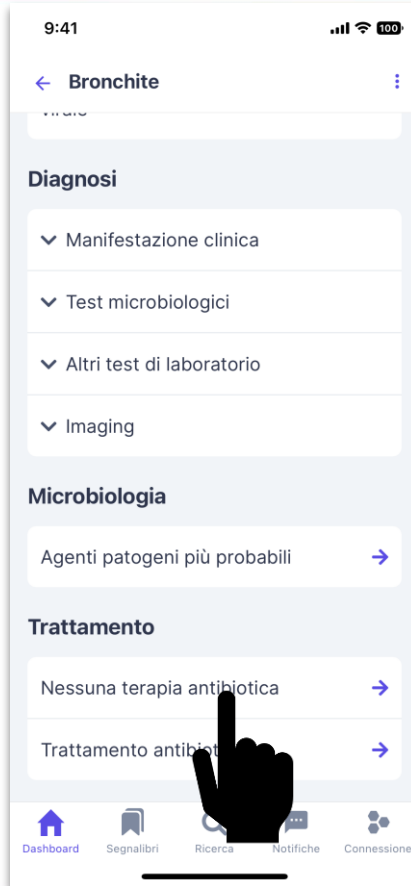 9:41
100
Bronchite
Diagnosi
Manifestazione clinica
Test microbiologici
Altri test di laboratorio
Imaging
Microbiologia
Agenti patogeni più probabili
Trattamento
Nessuna terapia antibiotica
Trattamento
Dashboard
Segnalibri
Ricerca
Notifiche
Connessione